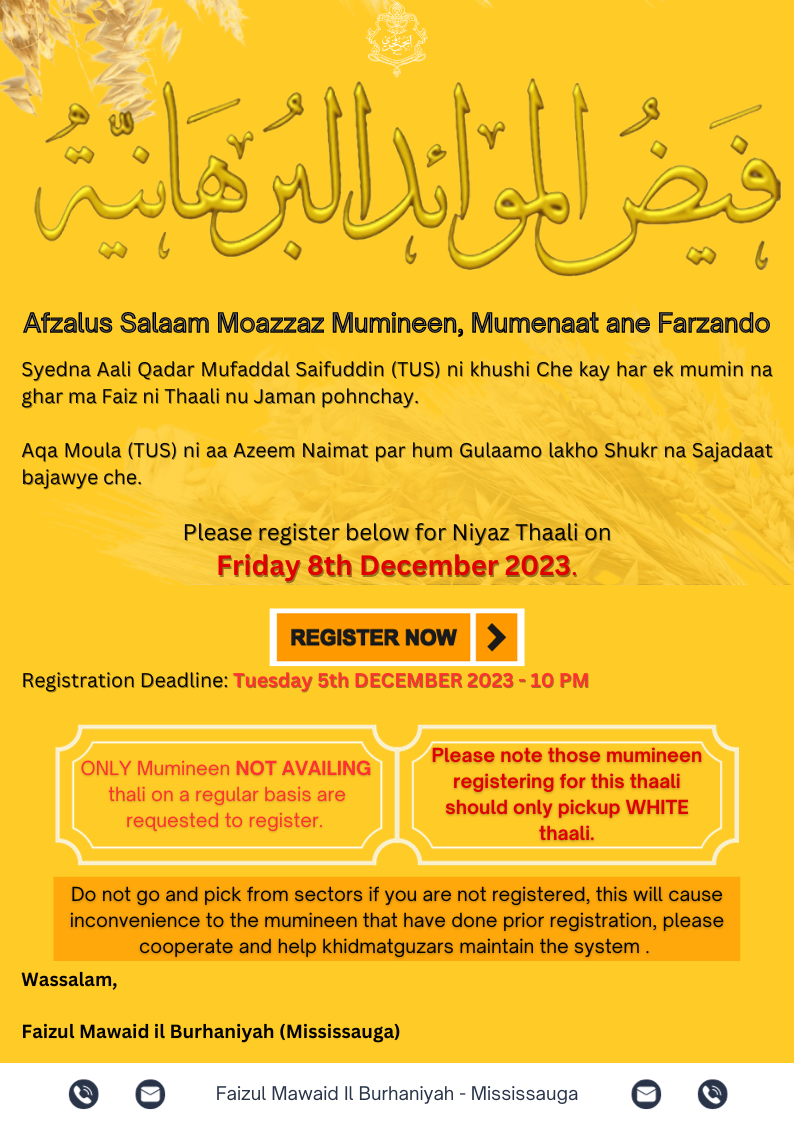 فيض الموائد البرهانية
Afzalus Salaam Moazzaz Mumineen, Mumenaat ane Farzando
Syedna Aali Qadar Mufaddal Saifuddin (TUS) ni khushi Che kay har ek mumin na
ghar ma Faiz ni Thaali nu Jaman pohnchay.
Aqa Moula (TUS) ni aa Azeem Naimat par hum Gulaamo lakho Shukr na Sajadaat
bajawye che.
Please register below for Niyaz Thaali on
Friday 8th December 2023.
REGISTER NOW
Registration Deadline: Tuesday 5th DECEMBER 2023 - 10 PM
ONLY Mumineen NOT AVAILING
thali on a regular basis are
requested to register.
Please note those mumineen
registering for this thaali
should only pickup WHITE
thaali.
Do not go and pick from sectors if you are not registered, this will cause
inconvenience to the mumineen that have done prior registration, please
cooperate and help khidmatguzars maintain the system .
Wassalam,
Faizul Mawaid il Burhaniyah (Mississauga)
Faizul Mawaid Il Burhaniyah - Mississauga